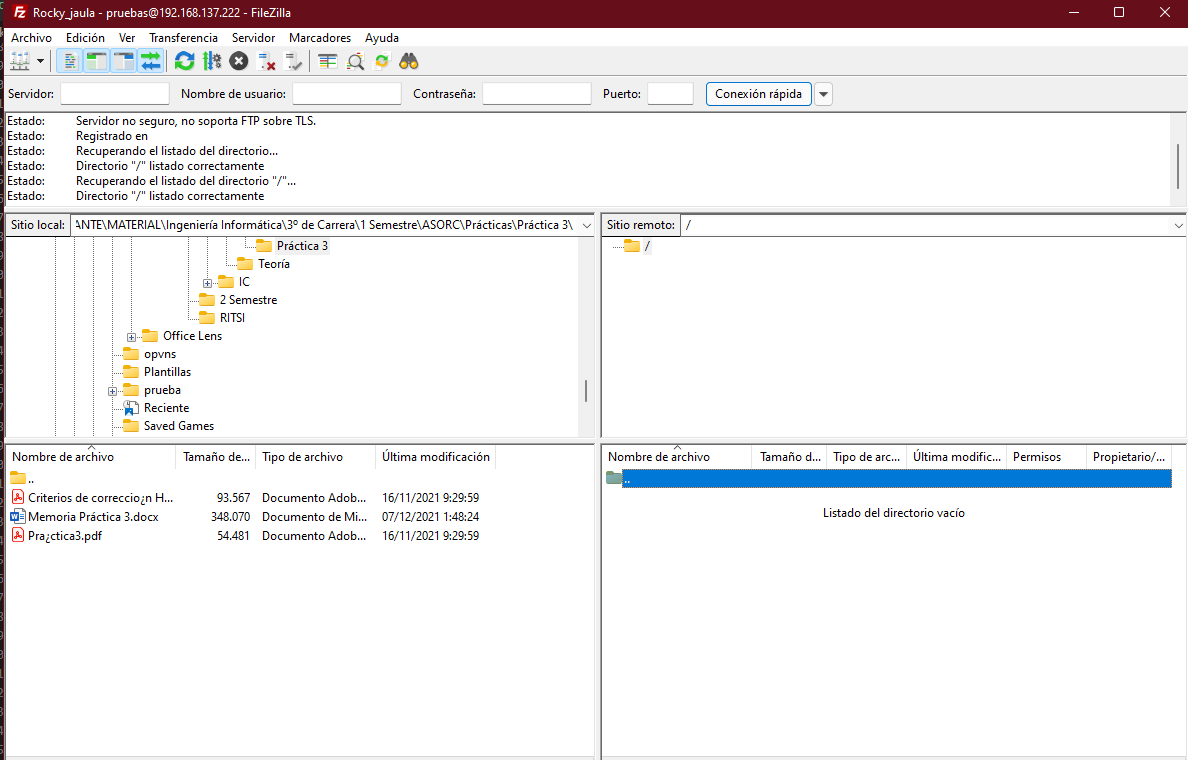 Rocky_jaula - pruebas@192.168.137.222 - FileZilla
Archivo Edición Ver Transferencia Servidor Marcadores Ayuda
Servidor: Nombre de usuario: Contraseña: Puerto: Conexión rápida
Estado: Servidor no seguro, no soporta FTP sobre TLS.
Estado: Registrado en
Estado: Recuperando el listado del directorio...
Estado: Directorio "/" listado correctamente
Estado: Recuperando el listado del directorio "/"...
Estado: Directorio "/" listado correctamente
Sitio local: ANTE\MATERIAL\Ingeniería Informática\3º de Carrera\1 Semestre\ASORC\Prácticas\Práctica 3\
Práctica 3
Teoría
IC
2 Semestre
RITSI
Office Lens
opvns
Plantillas
prueba
Reciente
Saved Games
Sitio remoto: /
/
Nombre de archivo Tamaño de... Tipo de archivo Última modificación
..
Criterios de correccio¿n H... 93.567 Documento Adob... 16/11/2021 9:29:59
Memoria Práctica 3.docx 348.070 Documento de Mi... 07/12/2021 1:48:24
Pra¿ctica3.pdf 54.481 Documento Adob... 16/11/2021 9:29:59
Nombre de archivo Tamaño d... Tipo de arc... Última modific... Permisos Propietario/...
..
Listado del directorio vacío